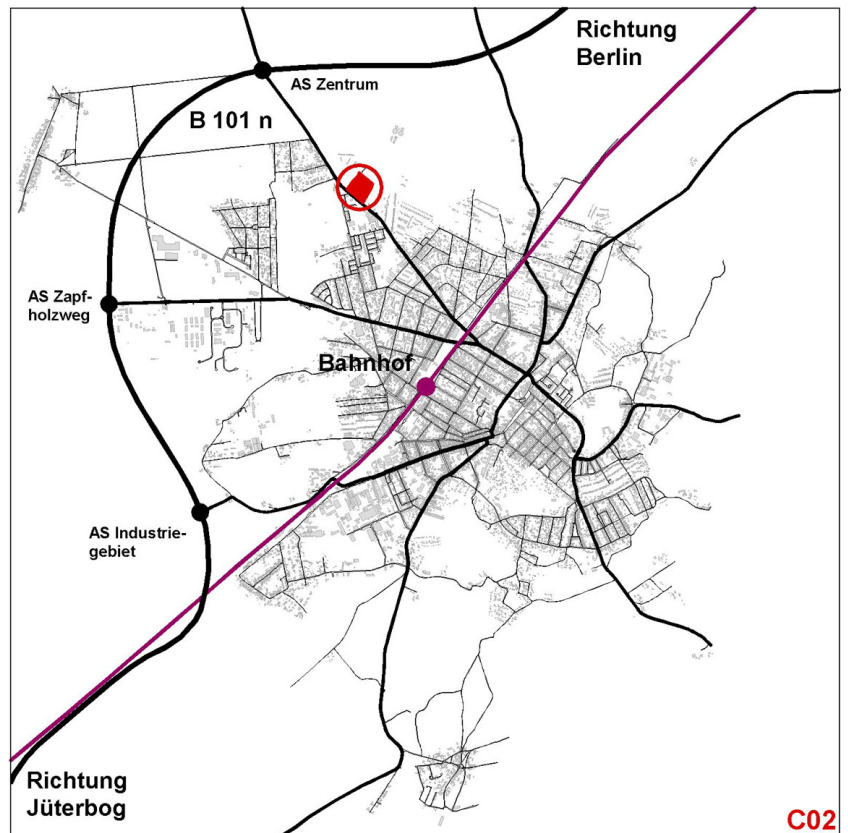 Richtung
Berlin
AS Zentrum
B 101 n
AS Zapf-
holzweg
Bahnhof
AS Industrie-
gebiet
Richtung
Jüterbog
C02